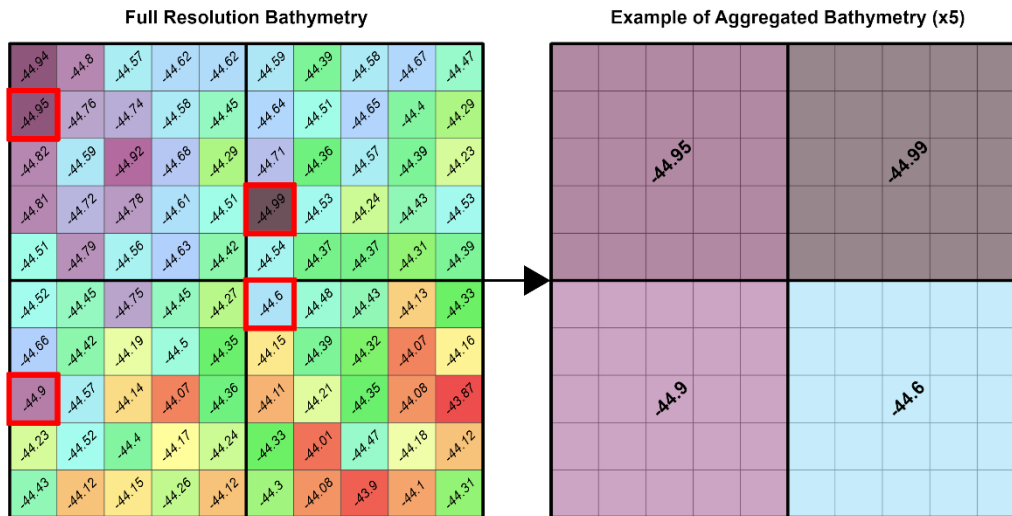 Full Resolution Bathymetry
-44.94 -44.8 -44.57 -44.62 -44.62 -44.59 -44.39 -44.58 -44.67 -44.47
-44.95 -44.76 -44.74 -44.58 -44.45 -44.64 -44.51 -44.65 -44.4 -44.29
-44.82 -44.59 -44.92 -44.68 -44.29 -44.71 -44.36 -44.57 -44.39 -44.23
-44.81 -44.72 -44.78 -44.61 -44.51 -44.99 -44.53 -44.24 -44.43 -44.53
-44.51 -44.79 -44.56 -44.63 -44.42 -44.54 -44.37 -44.37 -44.31 -44.39
-44.52 -44.45 -44.75 -44.45 -44.27 -44.6 -44.48 -44.43 -44.13 -44.33
-44.66 -44.42 -44.19 -44.5 -44.35 -44.15 -44.39 -44.32 -44.07 -44.16
-44.9 -44.57 -44.14 -44.07 -44.36 -44.11 -44.21 -44.35 -44.08 -43.87
-44.23 -44.52 -44.4 -44.17 -44.24 -44.33 -44.01 -44.47 -44.18 -44.12
-44.43 -44.12 -44.15 -44.26 -44.12 -44.3 -44.08 -43.9 -44.1 -44.31
Example of Aggregated Bathymetry (x5)
-44.95 -44.99
-44.9 -44.6